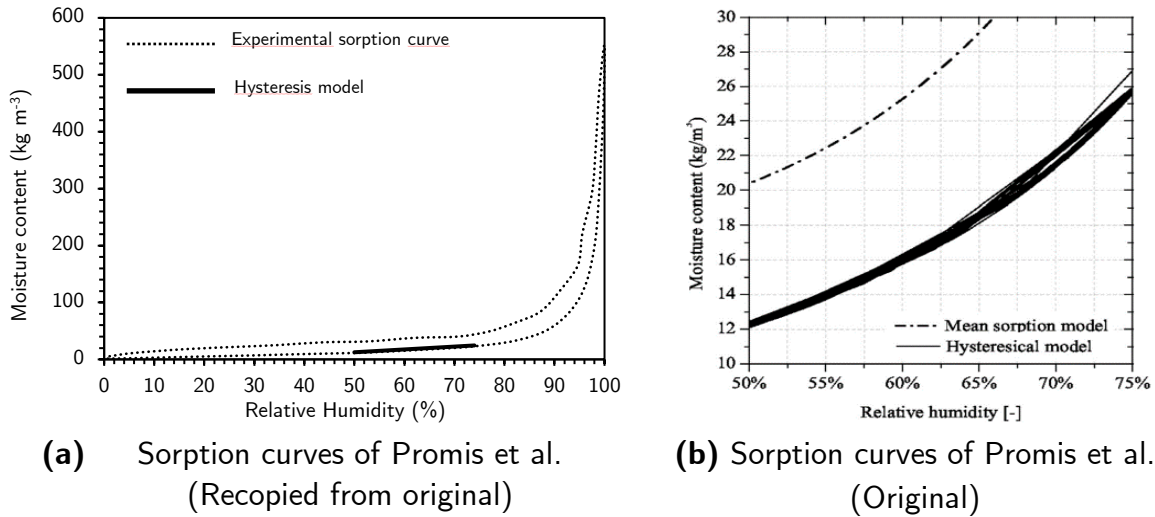 600
500
400
300
200
100
0
Moisture content (kg m-3)
Experimental sorption curve
Hysteresis model
0 10 20 30 40 50 60 70 80 90 100
Relative Humidity (%)
(a) Sorption curves of Promis et al.
(Recopied from original)
30
28
26
24
22
20
18
16
14
12
10
Moisture content (kg/m³)
Mean sorption model
Hysteresical model
50% 55% 60% 65% 70% 75%
Relative humidity [-]
(b) Sorption curves of Promis et al.
(Original)